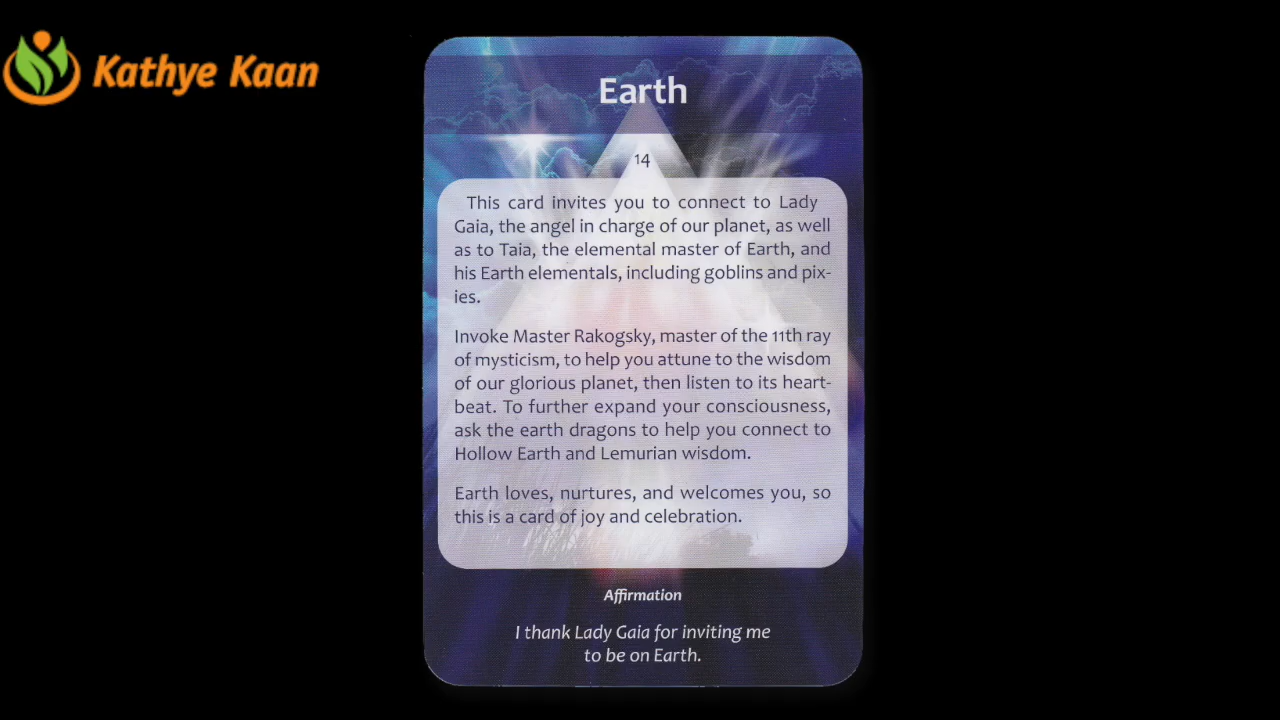 Kathye Kaan
Earth
14
This card invites you to connect to Lady
Gaia, the angel in charge of our planet, as well
as to Taia, the elemental master of Earth, and
his Earth elementals, including goblins and pix-
ies.
Invoke Master Rakogsky, master of the 11th ray
of mysticism, to help you attune to the wisdom
of our glorious planet, then listen to its heart-
beat. To further expand your consciousness,
ask the earth dragons to help you connect to
Hollow Earth and Lemurian wisdom.
Earth loves, nurtures, and welcomes you, so
this is a card of joy and celebration.
Affirmation
I thank Lady Gaia for inviting me
to be on Earth.